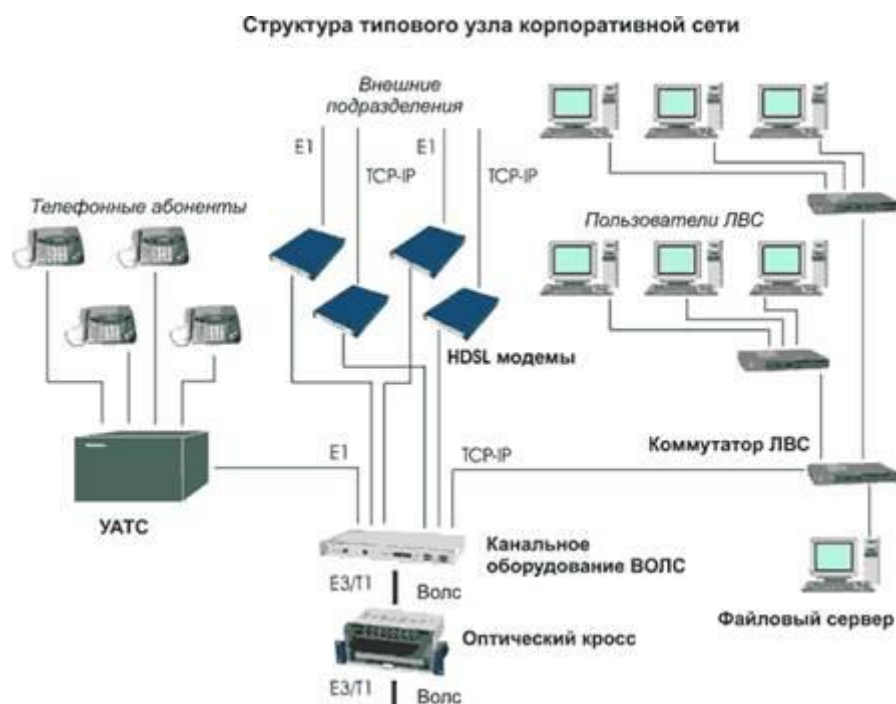 Структура типового узла корпоративной сети
Внешние
подразделения
E1
TCP-IP
E1
TCP-IP
Телефонные абоненты
Пользователи ЛВС
HDSL модемы
Коммутатор ЛВС
E1
TCP-IP
УАТС
Канальное
оборудование ВОЛС
E3/T1
Волс
Файловый сервер
Оптический кросс
E3/T1
Волс